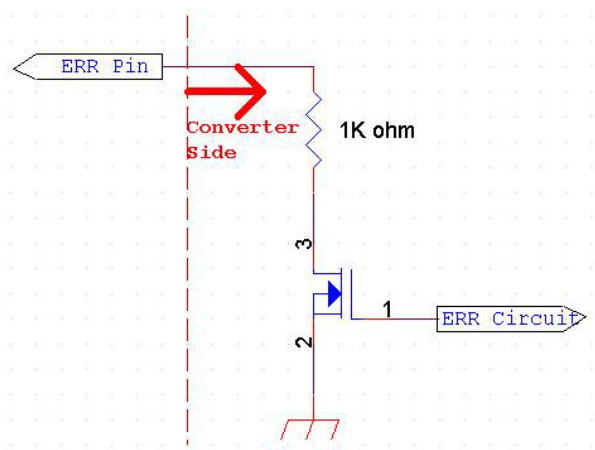 ERR Pin
Converter
Side
1K ohm
3
1
ERR Circuit
2